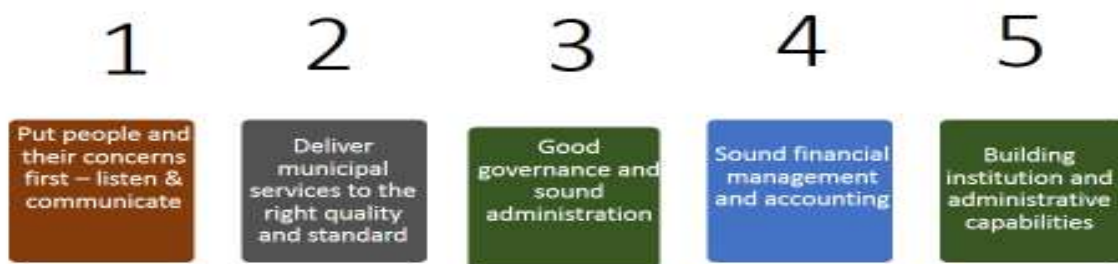 1
Put people and
their concerns
first – listen &
communicate
2
Deliver
municipal
services to the
right quality
and standard
3
Good
governance and
sound
administration
4
Sound financial
management
and accounting
5
Building
institution and
administrative
capabilities